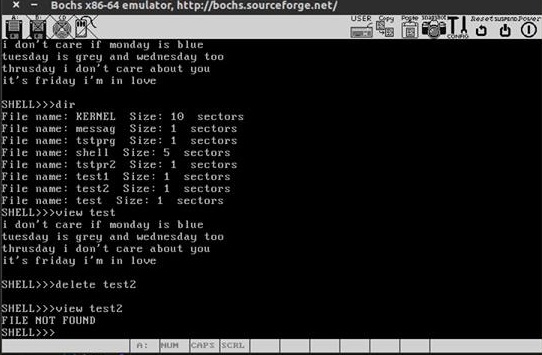 Bochs x86-64 emulator, http://bochs.sourceforge.net/
A: B: CD USER Copy Paste snapshot CONFIG Reset SUSPEND Power
i don't care if monday is blue
tuesday is grey and wednesday too
thrusday i don't care about you
it's friday i'm in love
SHELL>>>dir
File name: KERNEL Size: 10 sectors
File name: messag Size: 1 sectors
File name: tstprg Size: 1 sectors
File name: shell Size: 5 sectors
File name: tstpr2 Size: 1 sectors
File name: test1 Size: 1 sectors
File name: test2 Size: 1 sectors
File name: test Size: 1 sectors
SHELL>>>view test
i don't care if monday is blue
tuesday is grey and wednesday too
thrusday i don't care about you
it's friday i'm in love
SHELL>>>delete test2
SHELL>>>view test2
FILE NOT FOUND
SHELL>>>
A: NUM CAPS SCRL